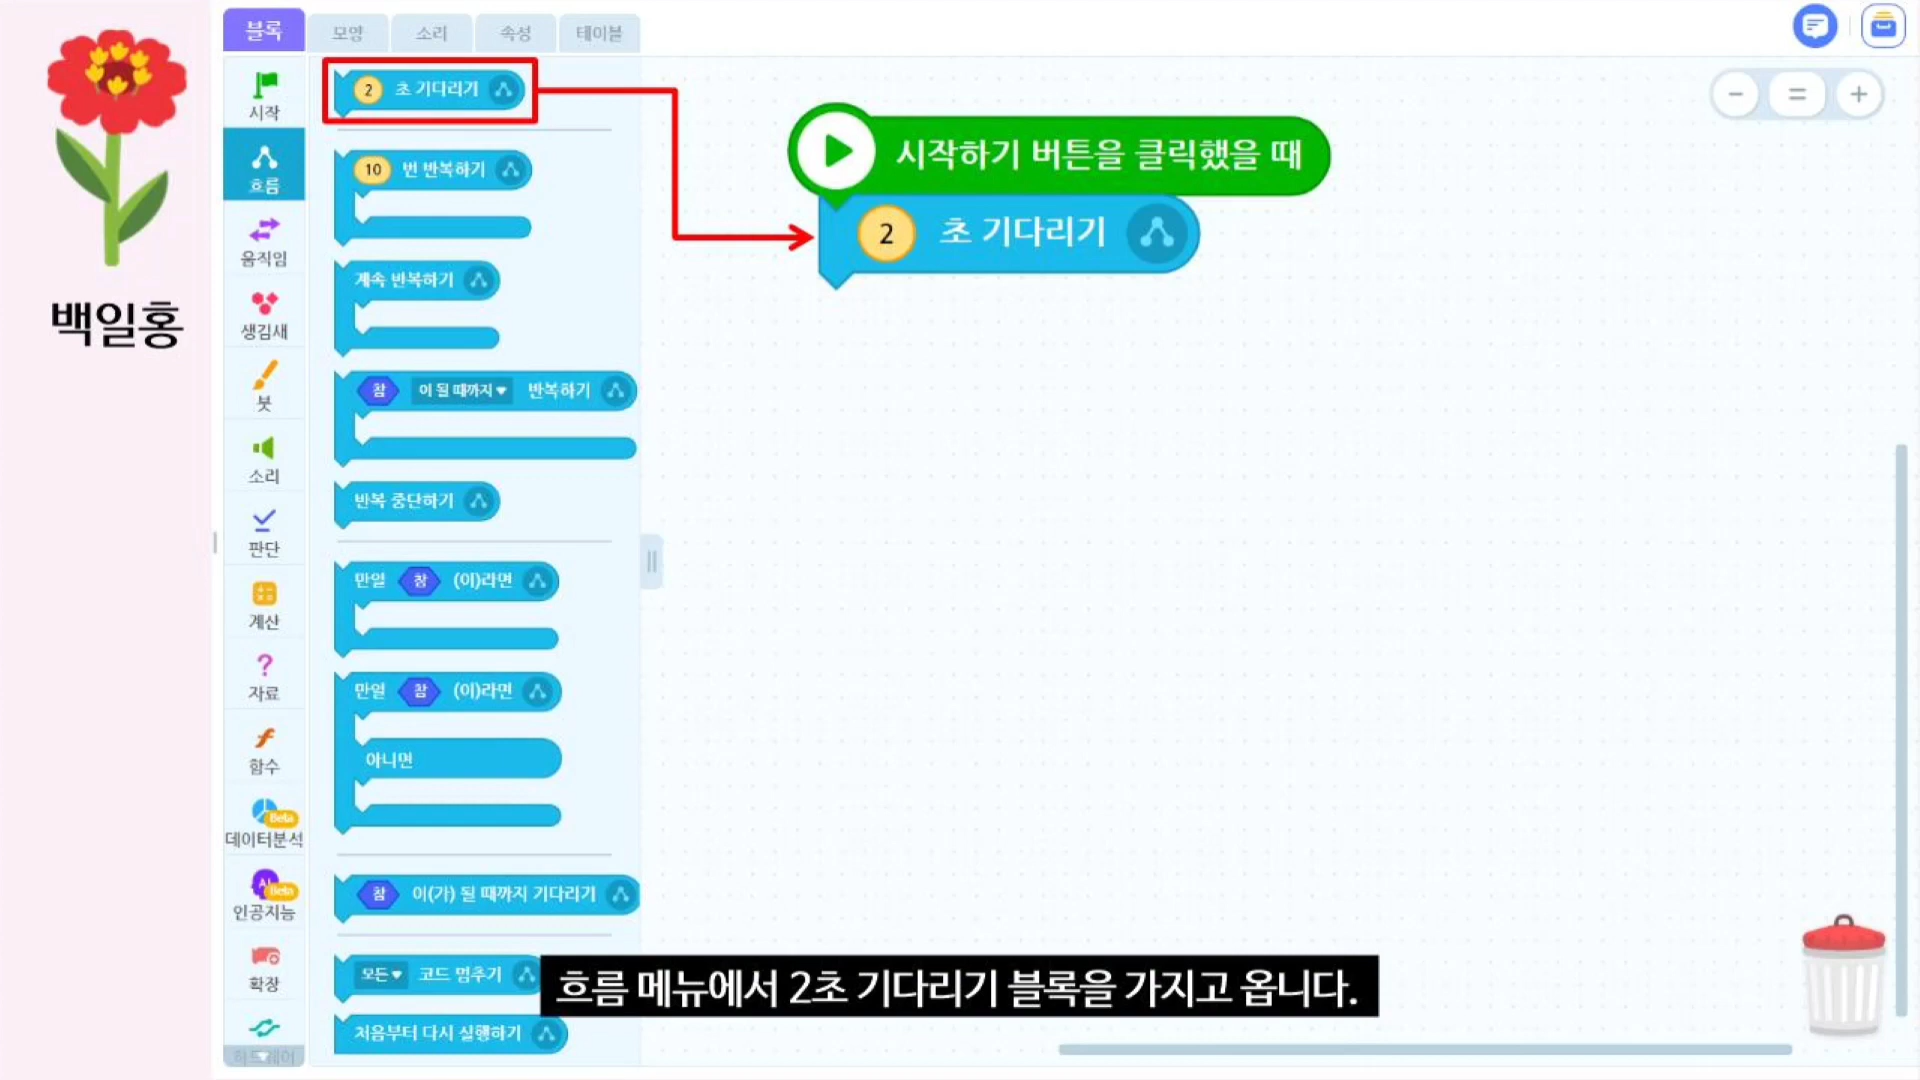 백일홍
블록 모양 소리 속성 테이블
시작
흐름
움직임
생김새
붓
소리
판단
계산
자료
함수
Beta
데이터분석
AI Beta
인공지능
확장
하드웨어
2 초 기다리기
10 번 반복하기
계속 반복하기
참 이 될 때까지 반복하기
반복 중단하기
만일 참 (이)라면
만일 참 (이)라면
아니면
참 이(가) 될 때까지 기다리기
모든 코드 멈추기
처음부터 다시 실행하기
시작하기 버튼을 클릭했을 때
2 초 기다리기
흐름 메뉴에서 2초 기다리기 블록을 가지고 옵니다.